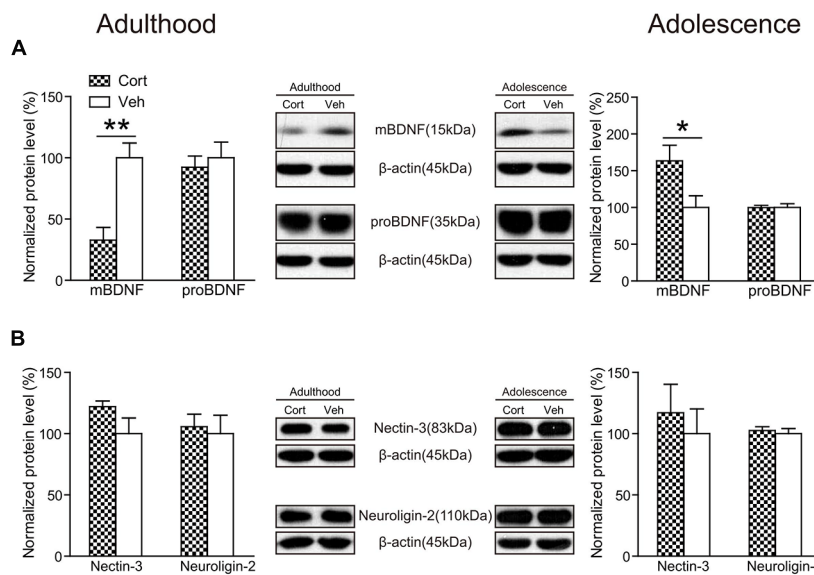 Adulthood
Adolescence
A
Cort
Veh
Normalized protein level (%)
150
100
50
0
**
mBDNF
proBDNF
Adulthood
Cort Veh
Adolescence
Cort Veh
mBDNF(15kDa)
β-actin(45kDa)
proBDNF(35kDa)
β-actin(45kDa)
Normalized protein level (%)
250
200
150
100
50
0
*
mBDNF
proBDNF
B
Normalized protein level (%)
150
100
50
0
Nectin-3
Neuroligin-2
Adulthood
Cort Veh
Adolescence
Cort Veh
Nectin-3(83kDa)
β-actin(45kDa)
Neuroligin-2(110kDa)
β-actin(45kDa)
Normalized protein level (%)
150
100
50
0
Nectin-3
Neuroligin-